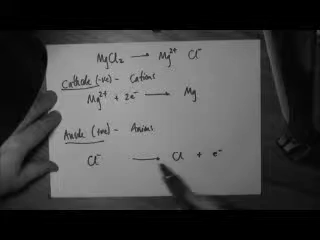 MgCl₂ → Mg²⁺ Cl⁻
Cathode (-ve) - Cations
Mg²⁺ + 2e⁻ → Mg
Anode (+ve) - Anions
Cl⁻ → Cl + e⁻